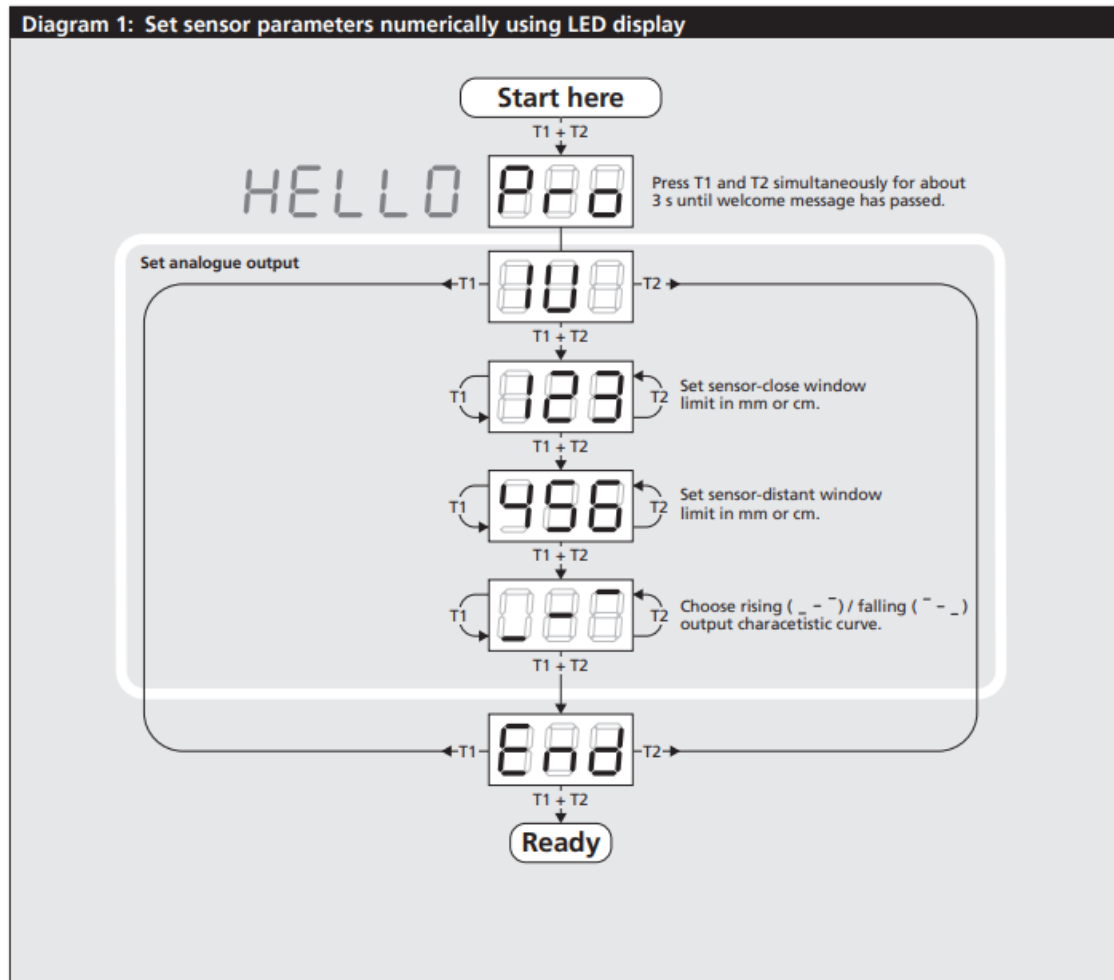 Diagram 1: Set sensor parameters numerically using LED display
Start here
T1 + T2
HELLO
Pro
Press T1 and T2 simultaneously for about
3 s until welcome message has passed.
Set analogue output
T1
IU
T2
T1 + T2
T1
123
T2
Set sensor-close window
limit in mm or cm.
T1 + T2
T1
456
T2
Set sensor-distant window
limit in mm or cm.
T1 + T2
T1
_ - ¯
T2
Choose rising ( _ - ¯ ) / falling ( ¯ - _ )
output charactetistic curve.
T1 + T2
T1
End
T2
T1 + T2
Ready